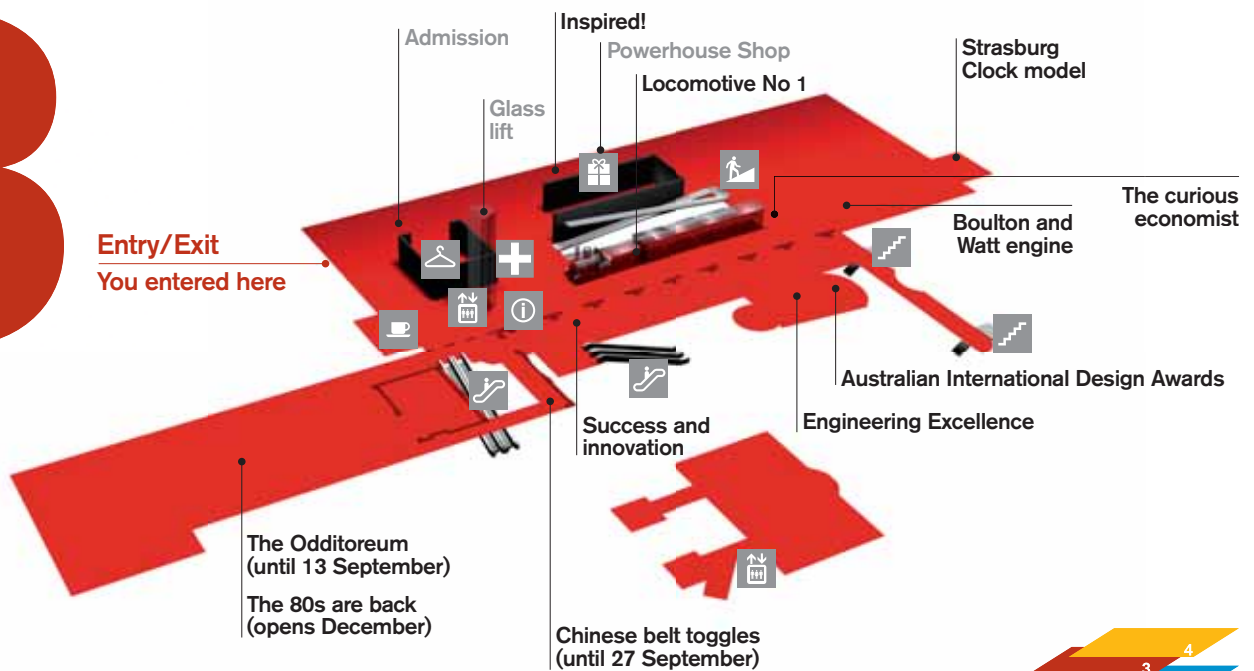 Admission
Inspired!
Powerhouse Shop
Locomotive No 1
Strasburg
Clock model
Glass
lift
The curious
economist
Boulton and
Watt engine
Entry/Exit
You entered here
Australian International Design Awards
Engineering Excellence
Success and
innovation
The Odditoreum
(until 13 September)
The 80s are back
(opens December)
Chinese belt toggles
(until 27 September)
4
3